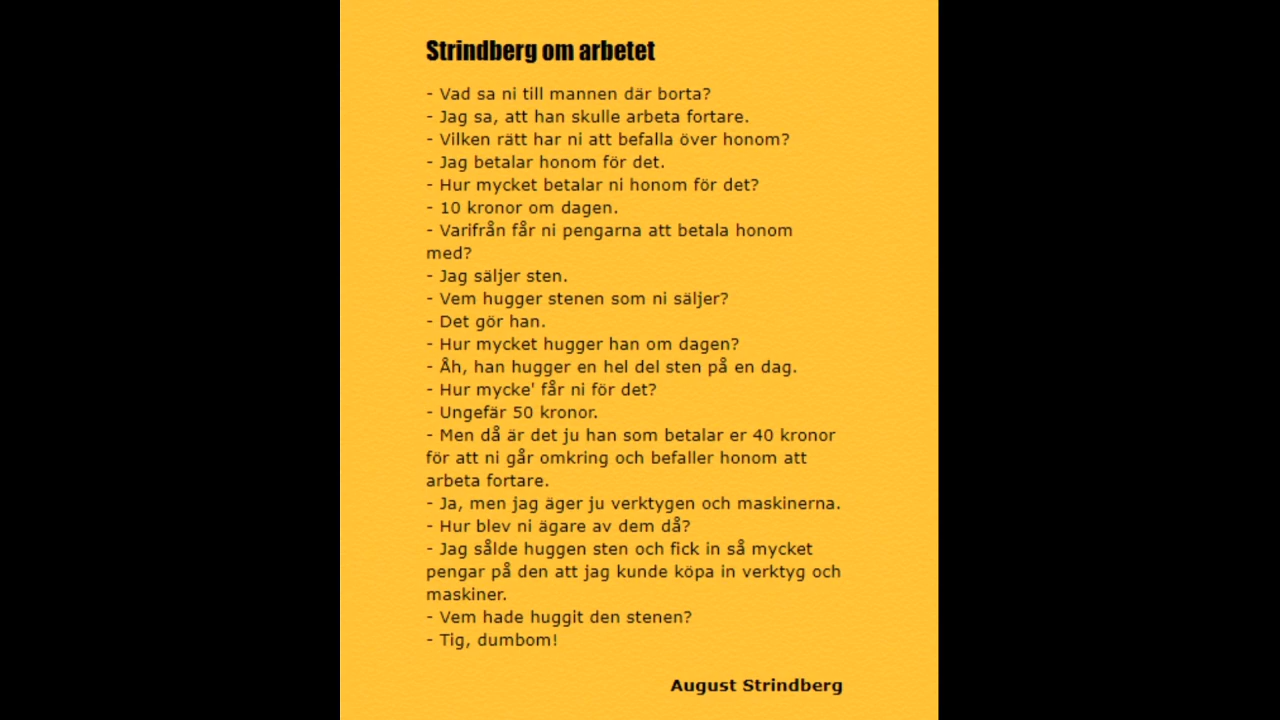 Strindberg om arbetet
- Vad sa ni till mannen där borta?
- Jag sa, att han skulle arbeta fortare.
- Vilken rätt har ni att befalla över honom?
- Jag betalar honom för det.
- Hur mycket betalar ni honom för det?
- 10 kronor om dagen.
- Varifrån får ni pengarna att betala honom
med?
- Jag säljer sten.
- Vem hugger stenen som ni säljer?
- Det gör han.
- Hur mycket hugger han om dagen?
- Åh, han hugger en hel del sten på en dag.
- Hur mycke' får ni för det?
- Ungefär 50 kronor.
- Men då är det ju han som betalar er 40 kronor
för att ni går omkring och befaller honom att
arbeta fortare.
- Ja, men jag äger ju verktygen och maskinerna.
- Hur blev ni ägare av dem då?
- Jag sålde huggen sten och fick in så mycket
pengar på den att jag kunde köpa in verktyg och
maskiner.
- Vem hade huggit den stenen?
- Tig, dumbom!
August Strindberg